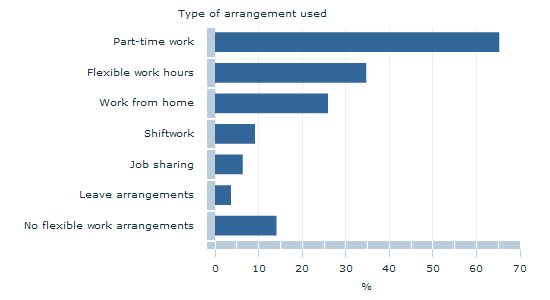 Type of arrangement used
Part-time work
Flexible work hours
Work from home
Shiftwork
Job sharing
Leave arrangements
No flexible work arrangements
0 10 20 30 40 50 60 70
%